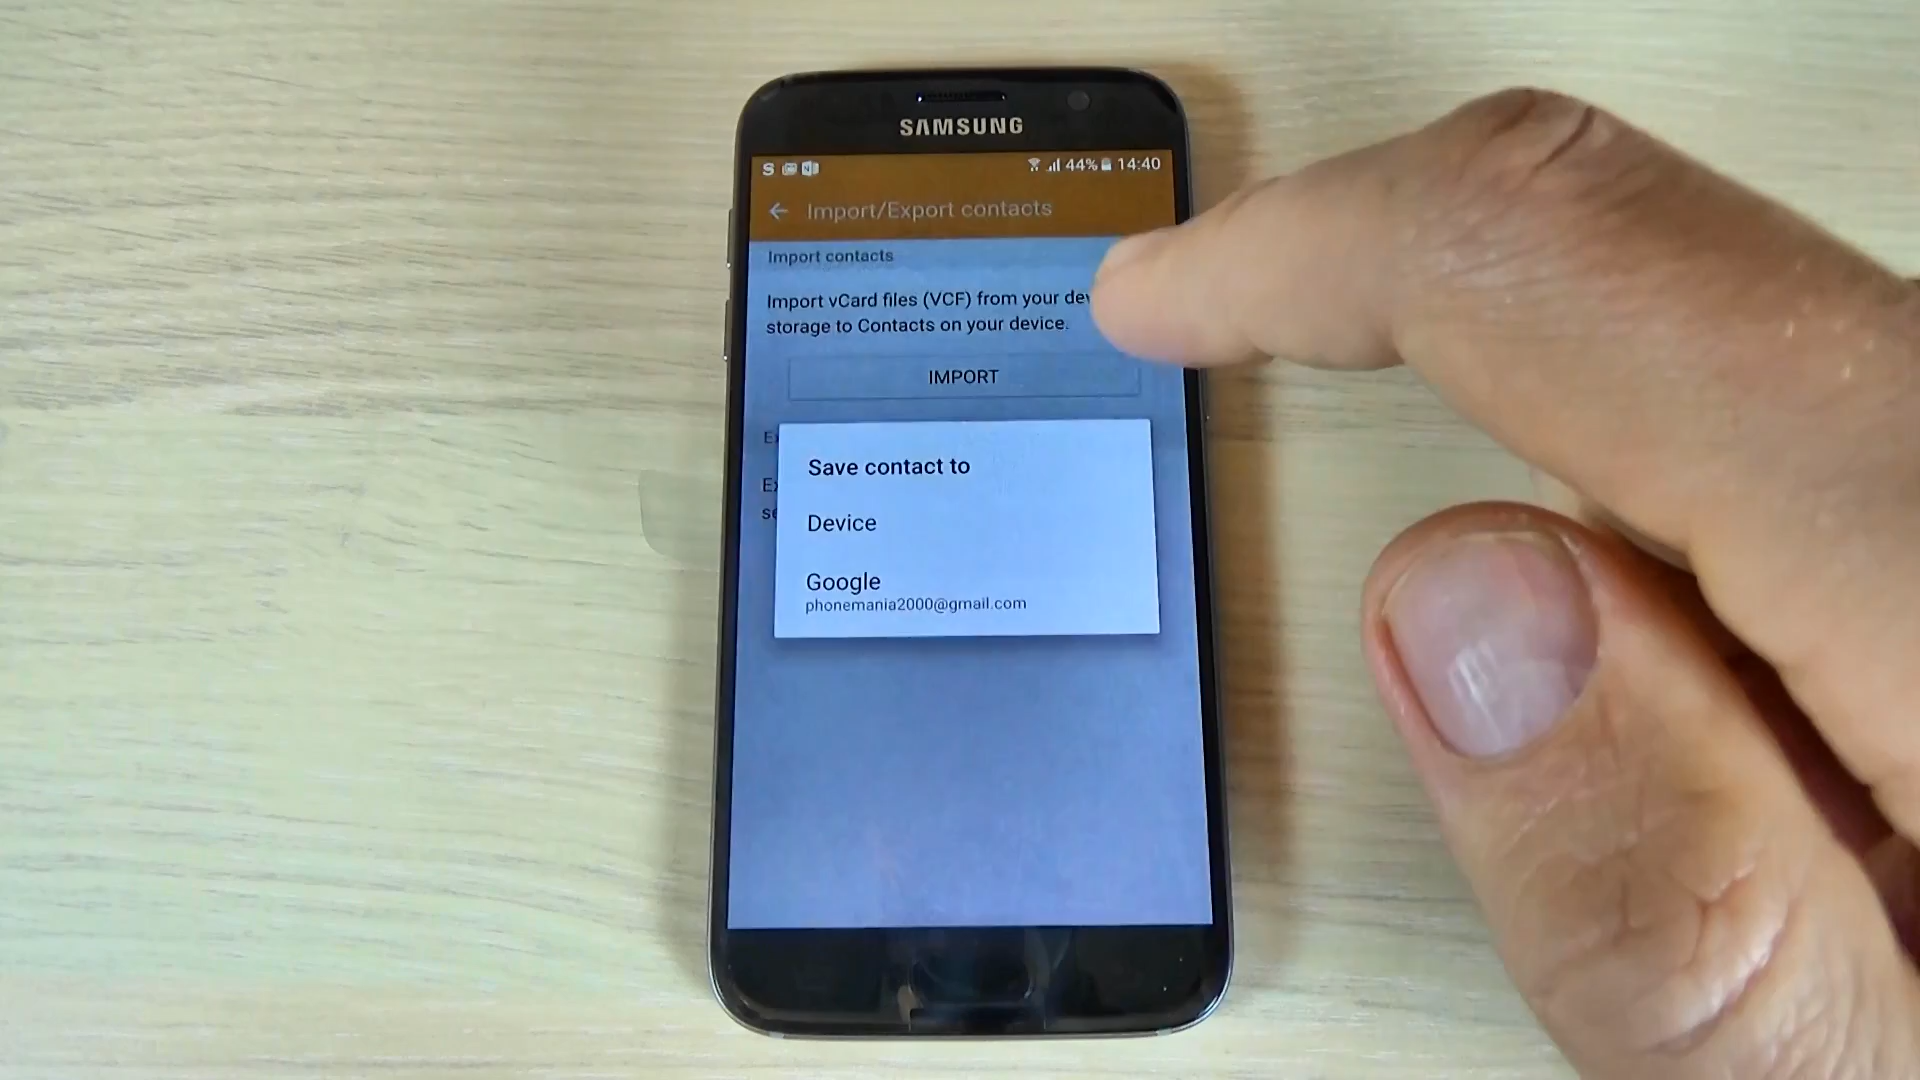 SAMSUNG
44% 14:40
Import/Export contacts
Import contacts
Import vCard files (VCF) from your
storage to Contacts on your device.
IMPORT
Save contact to
Device
Google
phonemania2000@gmail.com